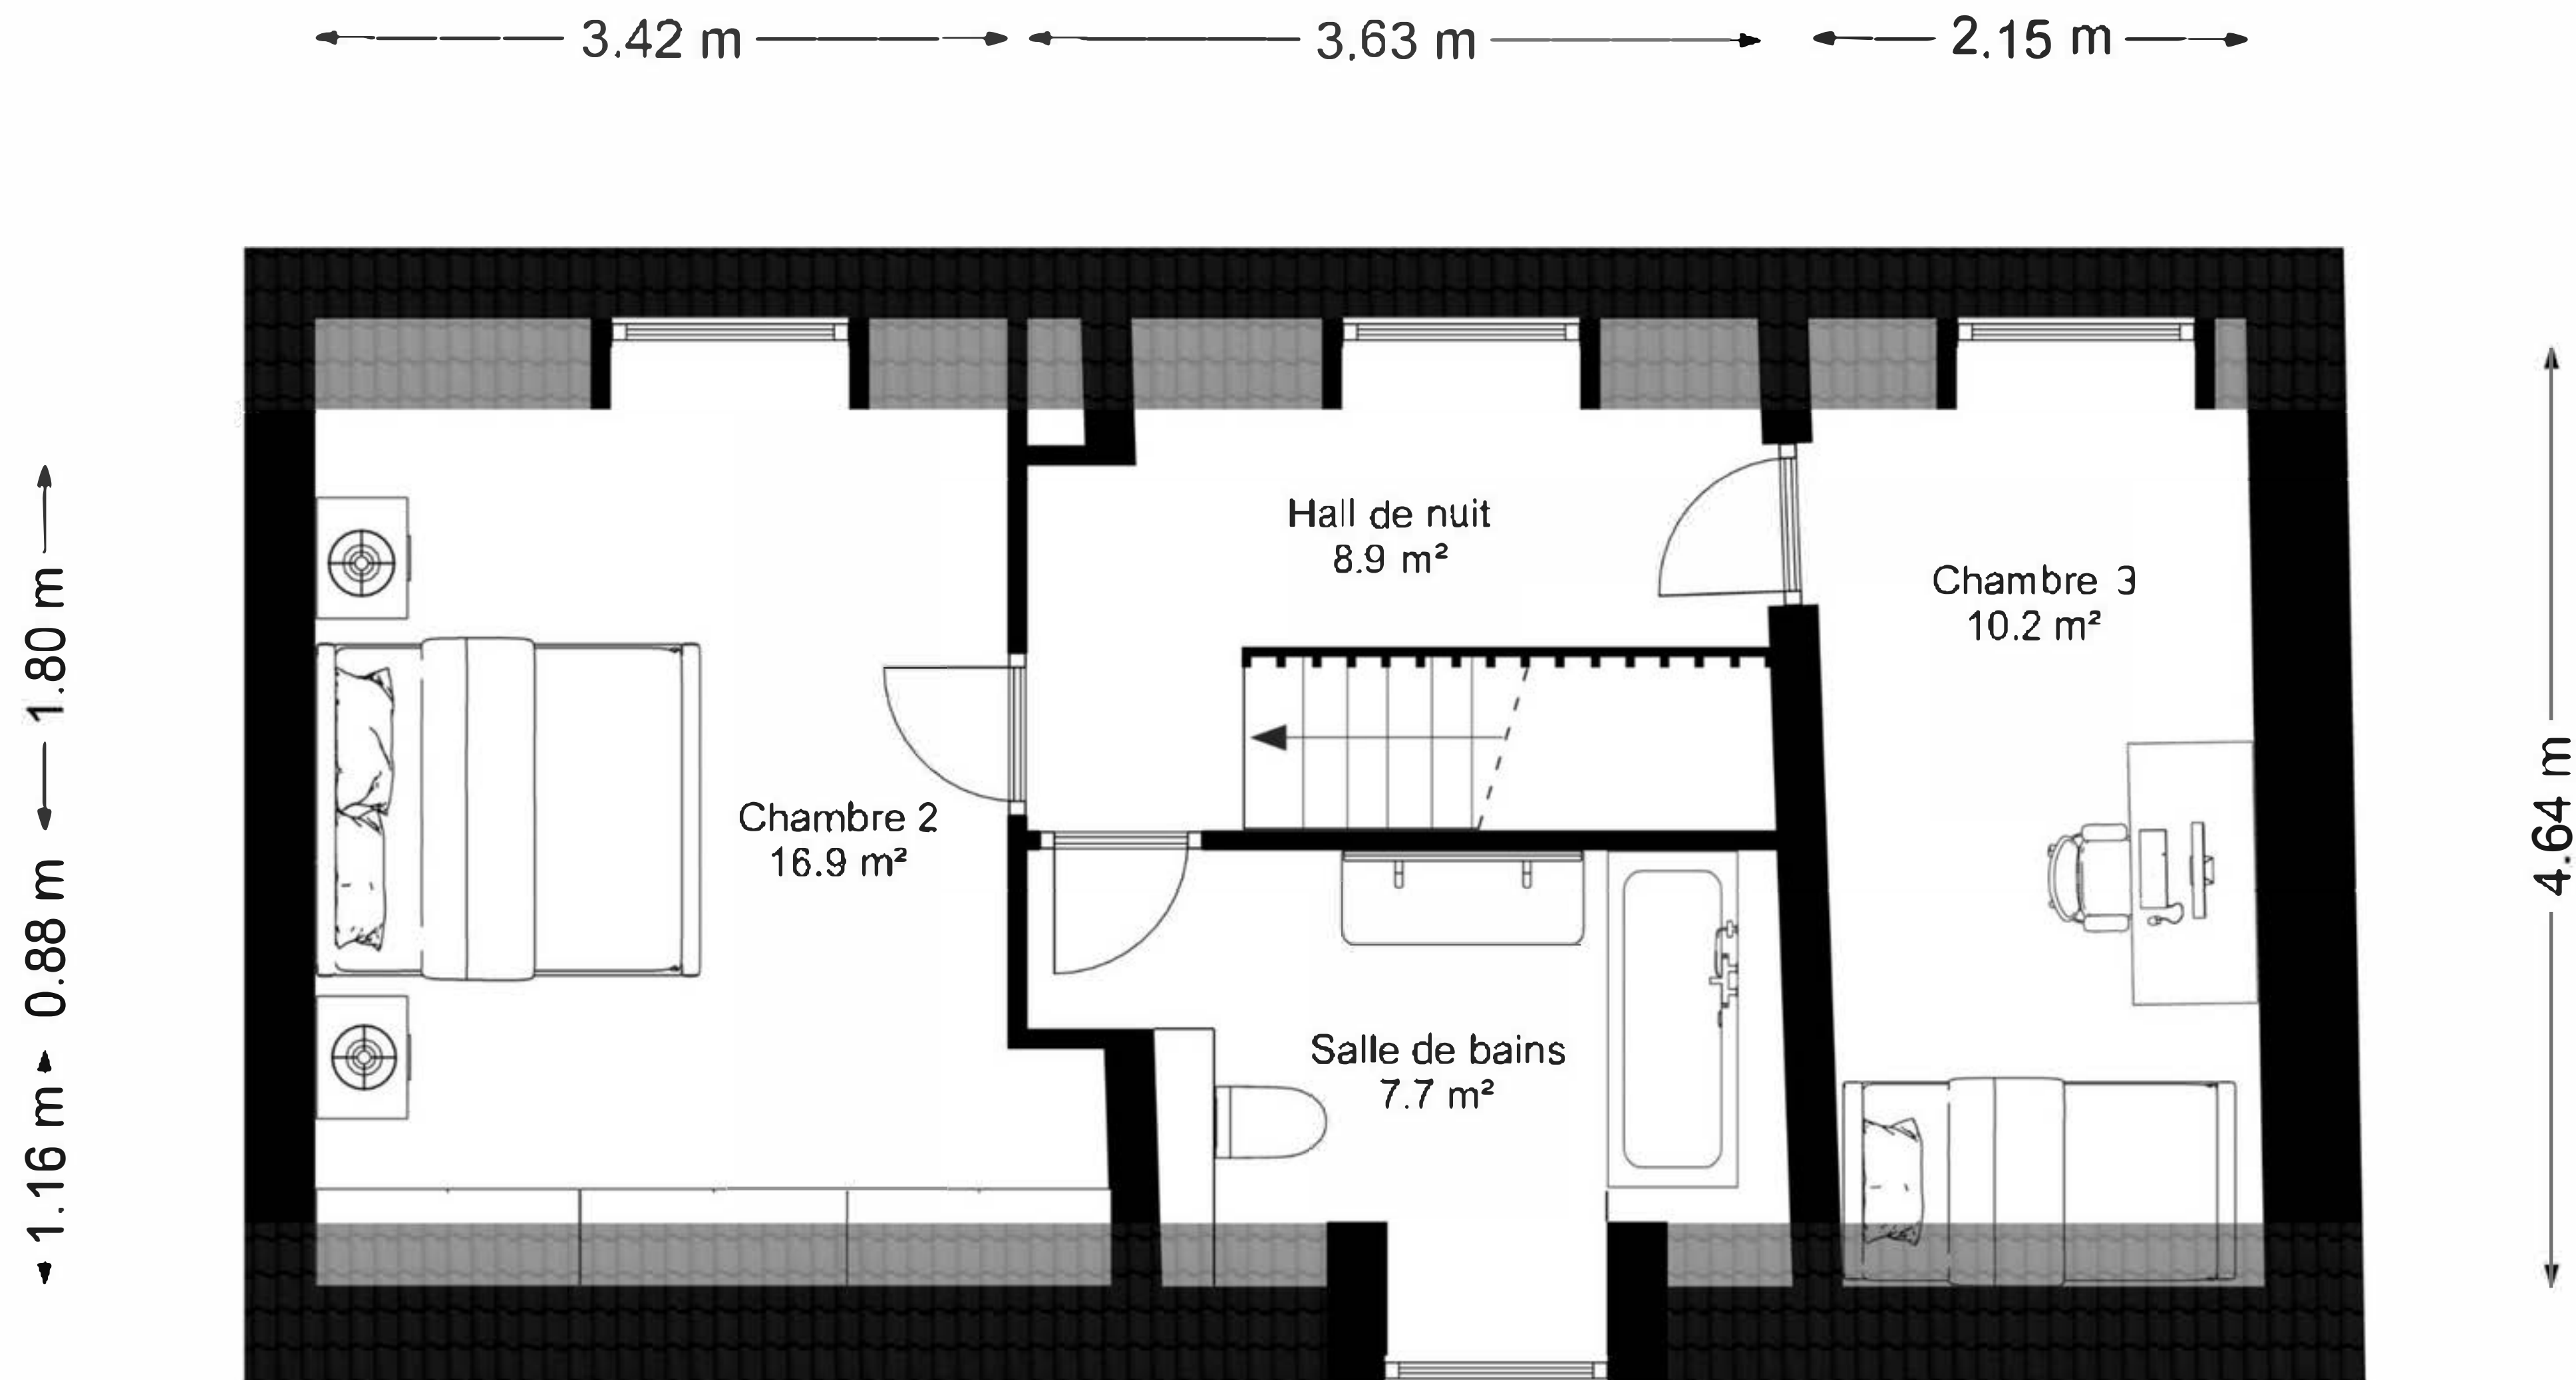 3.42 m
3.63 m
2.15 m
Hall de nuit
8.9 m²
Chambre 3
10.2 m²
Chambre 2
16.9 m²
Salle de bains
7.7 m²
1.80 m
0.88 m
1.16 m
4.64 m